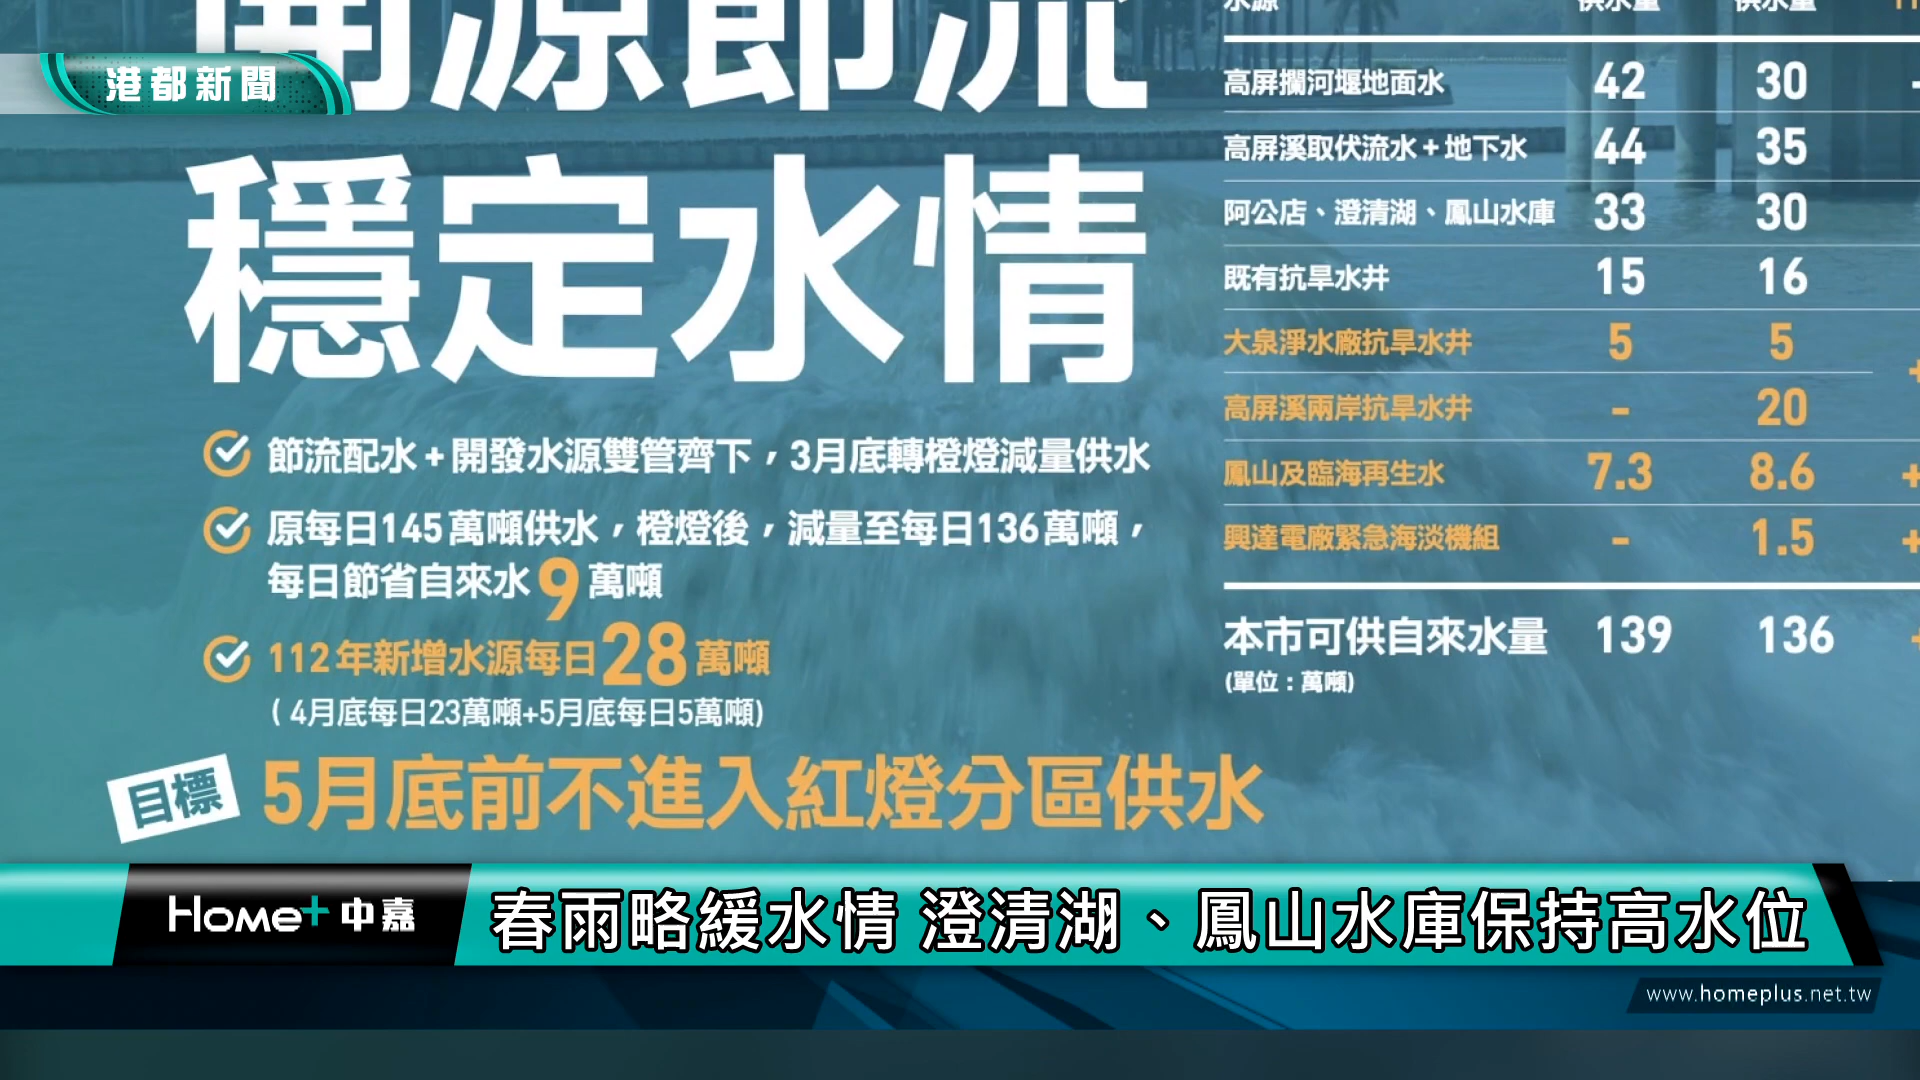 開源節流
港都新聞
穩定水情
節流配水+開發水源雙管齊下，3月底轉橙燈減量供水
原每日145萬噸供水，橙燈後，減量至每日136萬噸，
每日節省自來水9萬噸
112年新增水源每日28萬噸
(4月底每日23萬噸+5月底每日5萬噸)
目標 5月底前不進入紅燈分區供水
水源 供水量 供水量
高屏攔河堰地面水 42 30 -
高屏溪取伏流水+地下水 44 35
阿公店、澄清湖、鳳山水庫 33 30
既有抗旱水井 15 16
大泉淨水廠抗旱水井 5 5
+
高屏溪兩岸抗旱水井 - 20
鳳山及臨海再生水 7.3 8.6 +
興達電廠緊急海淡機組 - 1.5 +
本市可供自來水量 139 136 +
(單位：萬噸)
Home+ 中嘉
春雨略緩水情 澄清湖、鳳山水庫保持高水位
www.homeplus.net.tw